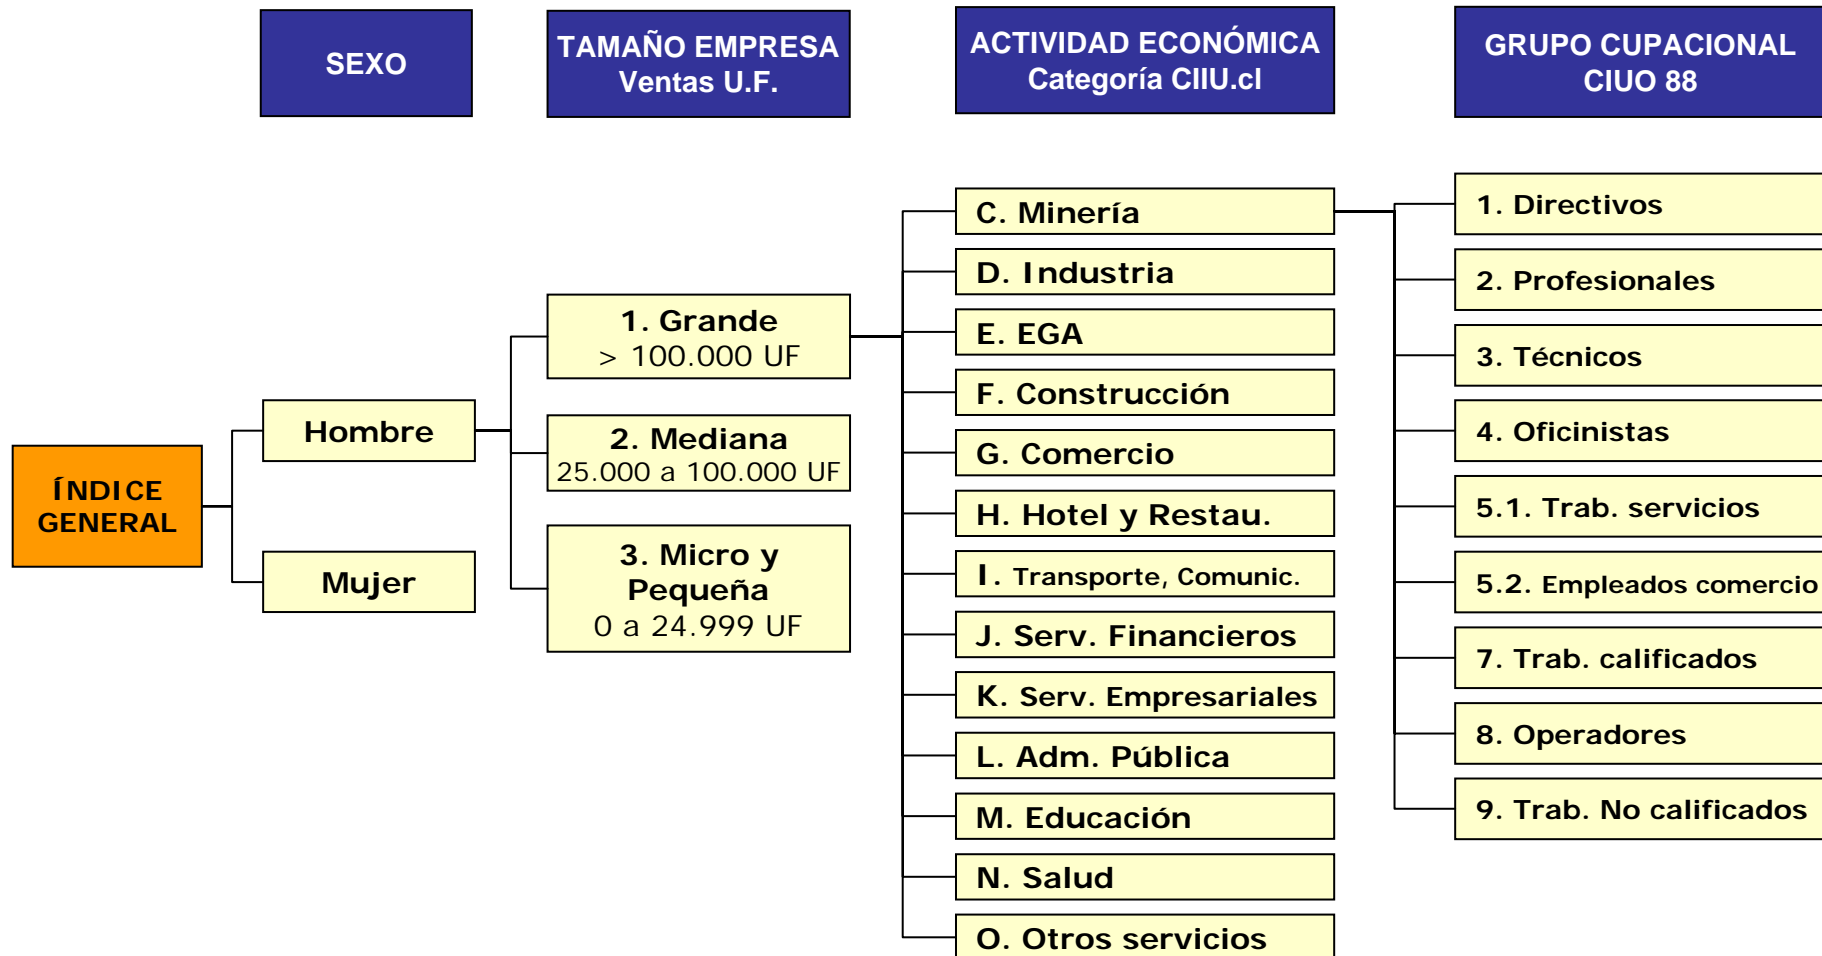 SEXO
TAMAÑO EMPRESA
Ventas U.F.
ACTIVIDAD ECONÓMICA
Categoría CIIU.cl
GRUPO CUPACIONAL
CIUO 88
ÍNDICE
GENERAL
Hombre
Mujer
1. Grande
> 100.000 UF
2. Mediana
25.000 a 100.000 UF
3. Micro y
Pequeña
0 a 24.999 UF
C. Minería
D. Industria
E. EGA
F. Construcción
G. Comercio
H. Hotel y Restau.
I. Transporte, Comunic.
J. Serv. Financieros
K. Serv. Empresariales
L. Adm. Pública
M. Educación
N. Salud
O. Otros servicios
1. Directivos
2. Profesionales
3. Técnicos
4. Oficinistas
5.1. Trab. servicios
5.2. Empleados comercio
7. Trab. calificados
8. Operadores
9. Trab. No calificados